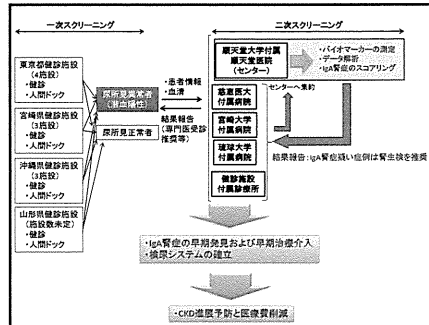 一次スクリーニング
東京都健診施設
(4施設)
・健診
・人間ドック
宮崎県健診施設
(3施設)
・健診
・人間ドック
沖縄県健診施設
(3施設)
・健診
・人間ドック
山形県健診施設
(施設数未定)
・健診
・人間ドック
尿所見異常者
尿所見正常者
・患者情報
・血清
結果報告
(専門医受診
推奨等)
二次スクリーニング
順天堂大学付属
順天堂医院
(センター)
・バイオマーカーの測定
・データ解析
・IgA腎症のスコアリング
慈恵医大
付属病院
宮崎大学
付属病院
琉球大学
付属病院
健診施設
付属診療所
センターへ集約
結果報告:IgA腎症疑い症例は腎生検を推奨
・IgA腎症の早期発見および早期治療介入
・検尿システムの確立
・CKD進展予防と医療費削減